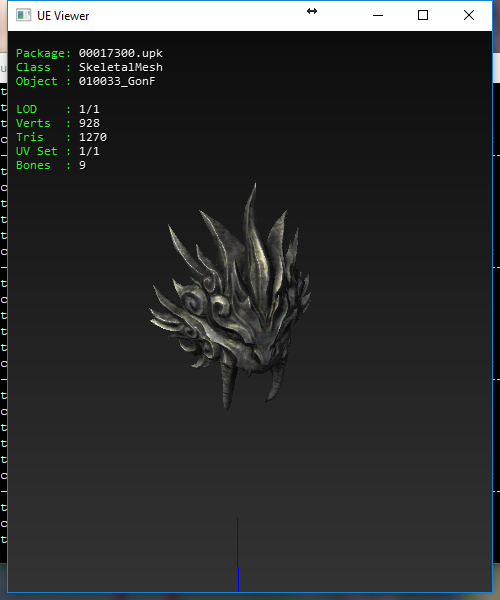 UE Viewer
Package: 00017300.upk
Class : SkeletalMesh
Object : 010033_GonF
LOD : 1/1
Verts : 928
Tris : 1270
UV Set : 1/1
Bones : 9